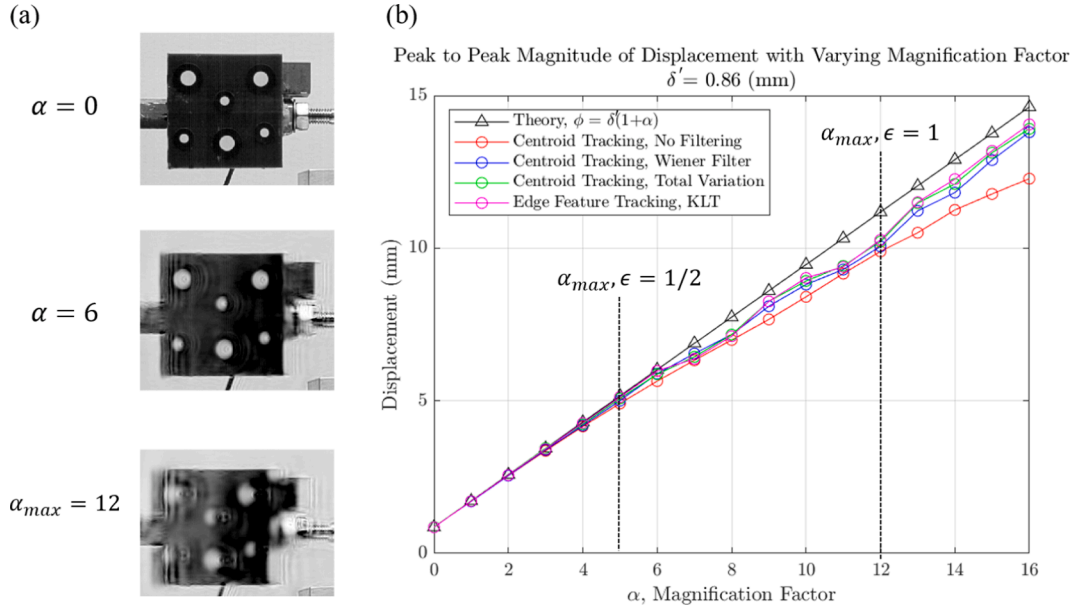 (a)
α = 0
α = 6
α_max = 12
(b)
Peak to Peak Magnitude of Displacement with Varying Magnification Factor
δ′= 0.86 (mm)
Theory, ϕ = δ′(1+α)
Centroid Tracking, No Filtering
Centroid Tracking, Wiener Filter
Centroid Tracking, Total Variation
Edge Feature Tracking, KLT
α_max, ϵ = 1
α_max, ϵ = 1/2
Displacement (mm)
15
10
5
0
0 2 4 6 8 10 12 14 16
α, Magnification Factor